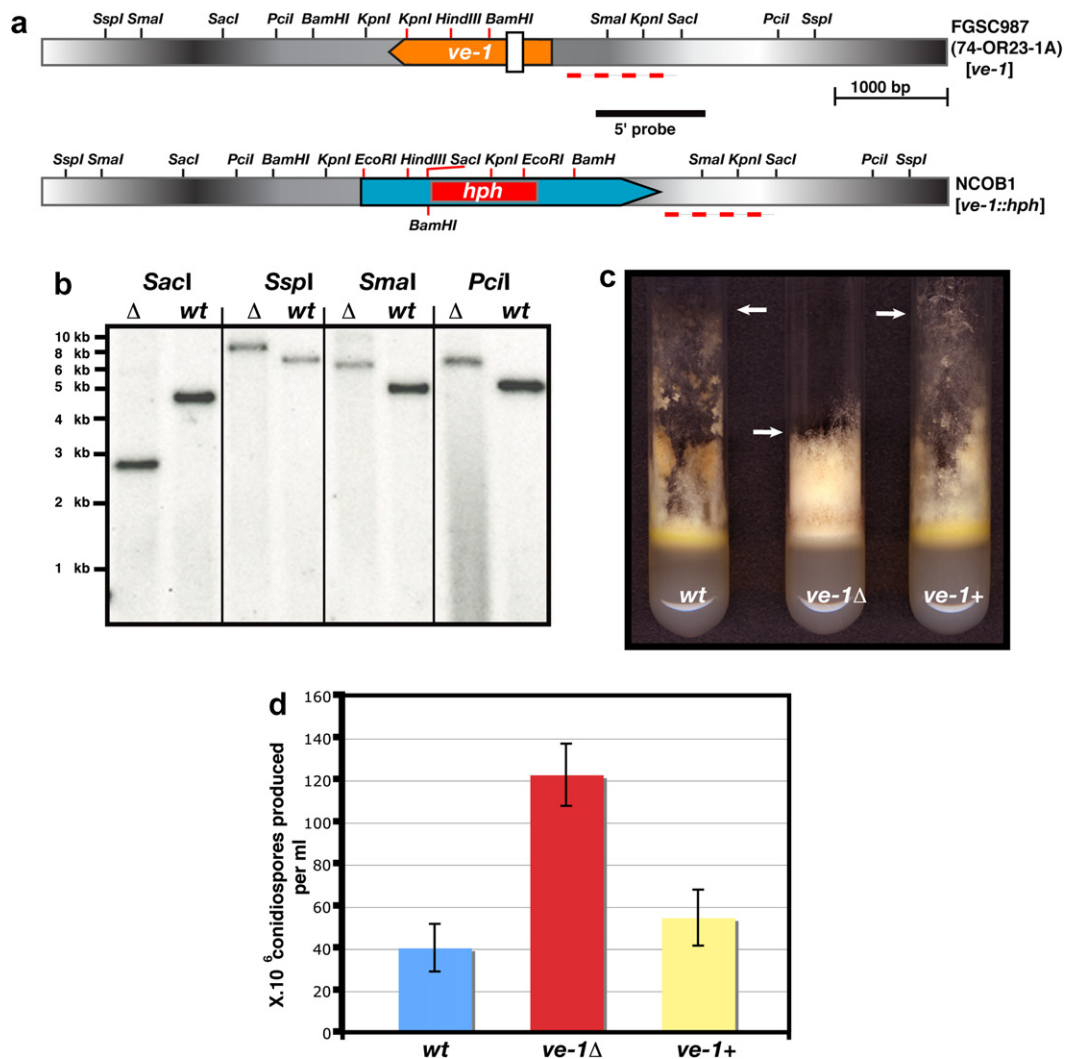 a
SspI SmaI SacI PciI BamHI KpnI KpnI HindIII BamHI SmaI KpnI SacI PciI SspI
ve-1
FGSC987
(74-OR23-1A)
[ve-1]
1000 bp
5' probe
SspI SmaI SacI PciI BamHI KpnI EcoRI HindIII SacI KpnI EcoRI BamH SmaI KpnI SacI PciI SspI
hph
BamHI
NCOB1
[ve-1::hph]
b
SacI SspI SmaI PciI
Δ wt Δ wt Δ wt Δ wt
10 kb
8 kb
6 kb
5 kb
4 kb
3 kb
2 kb
1 kb
c
wt ve-1Δ ve-1+
d
X.10 6 conidiospores produced
per ml
160
140
120
100
80
60
40
20
0
wt ve-1Δ ve-1+